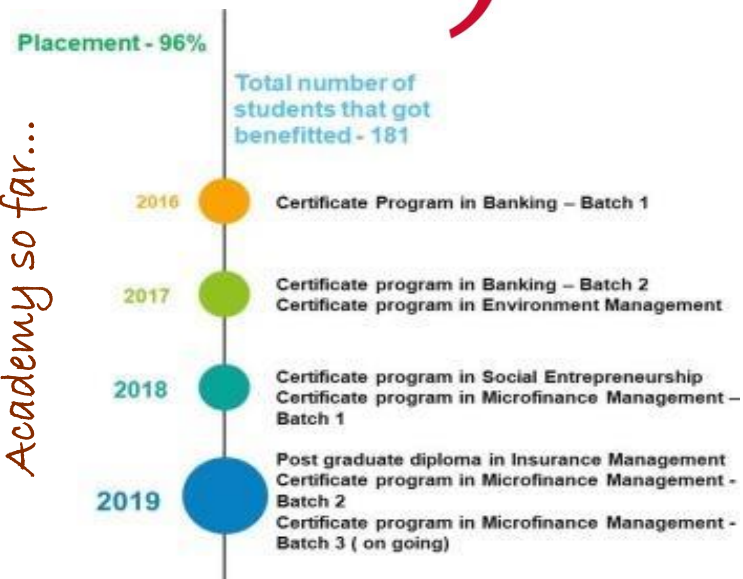 Placement - 96%
Total number of
students that got
benefitted - 181
Academy so far...
2016
Certificate Program in Banking – Batch 1
2017
Certificate program in Banking – Batch 2
Certificate program in Environment Management
2018
Certificate program in Social Entrepreneurship
Certificate program in Microfinance Management –
Batch 1
2019
Post graduate diploma in Insurance Management
Certificate program in Microfinance Management -
Batch 2
Certificate program in Microfinance Management -
Batch 3 ( on going)